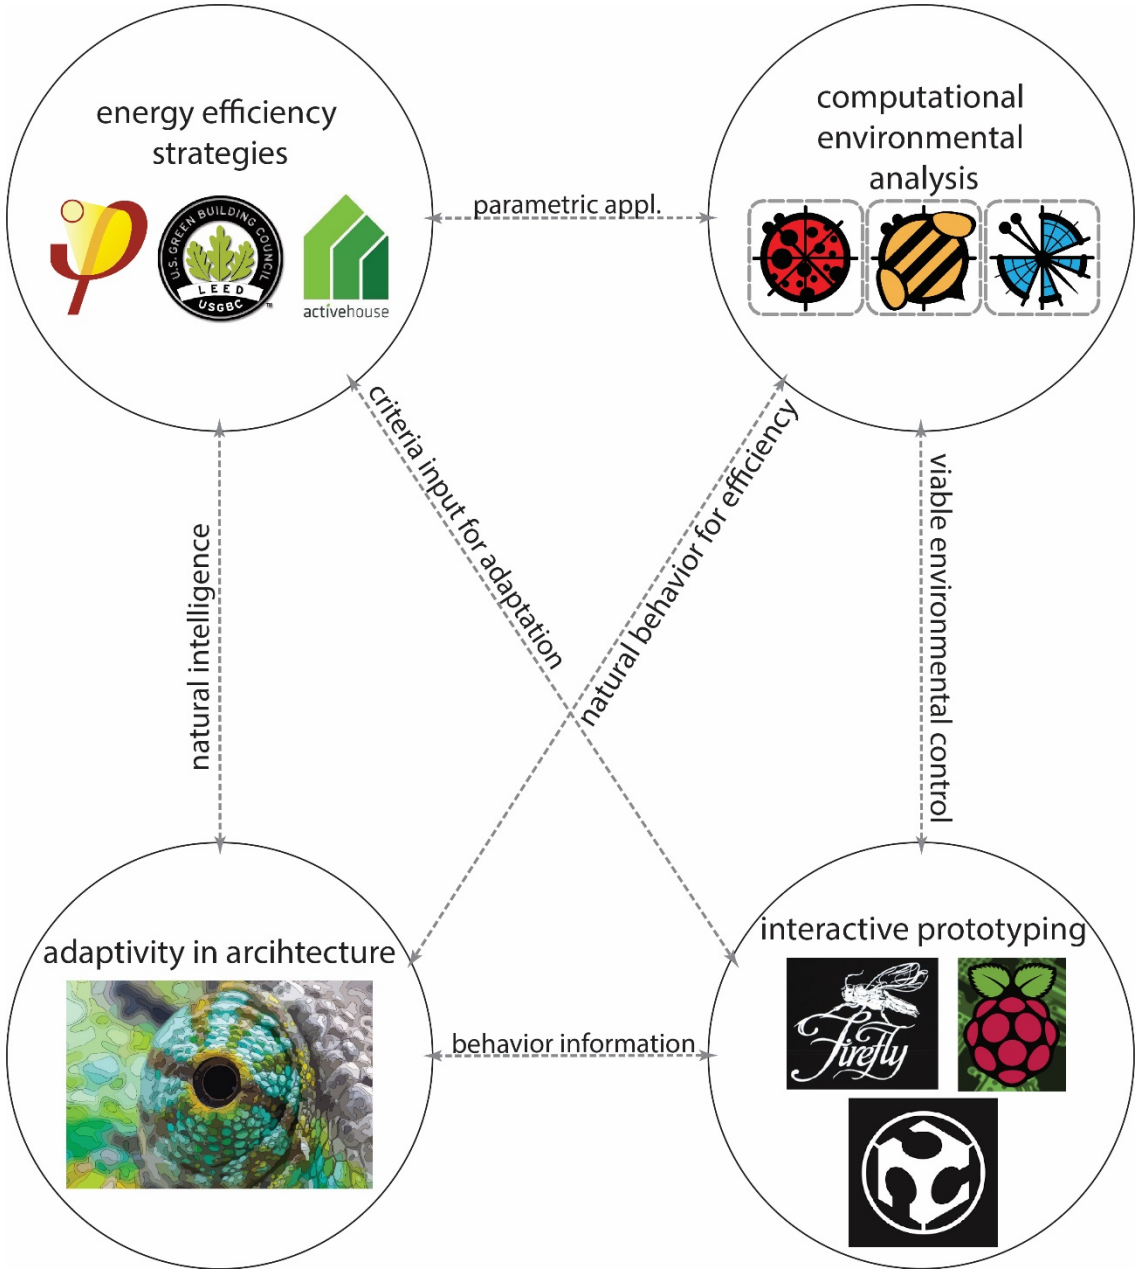 energy efficiency
strategies
U.S. GREEN BUILDING COUNCIL
LEED
USGBC
TM
activehouse
parametric appl.
computational
environmental
analysis
criteria input for adaptation
natural behavior for efficiency
natural intelligence
viable environmental control
adaptivity in arcihtecture
behavior information
interactive prototyping
Firefly